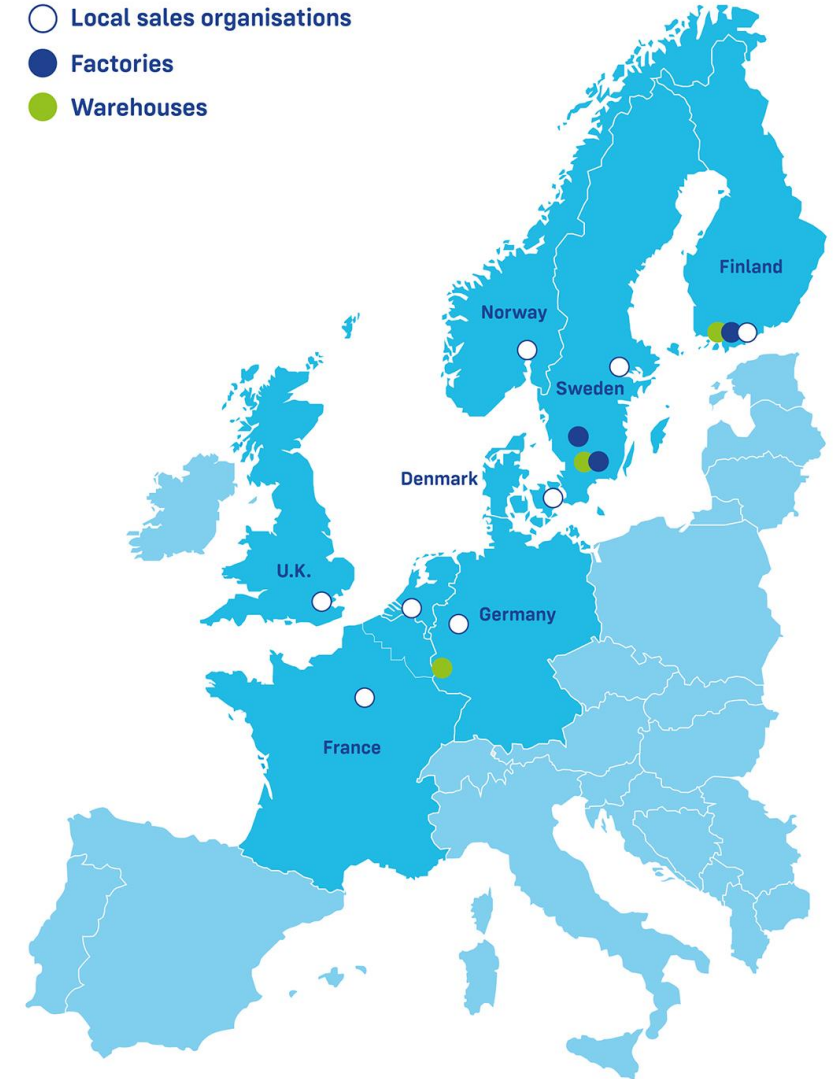 Local sales organisations
Factories
Warehouses
Finland
Norway
Sweden
Denmark
U.K.
Germany
France